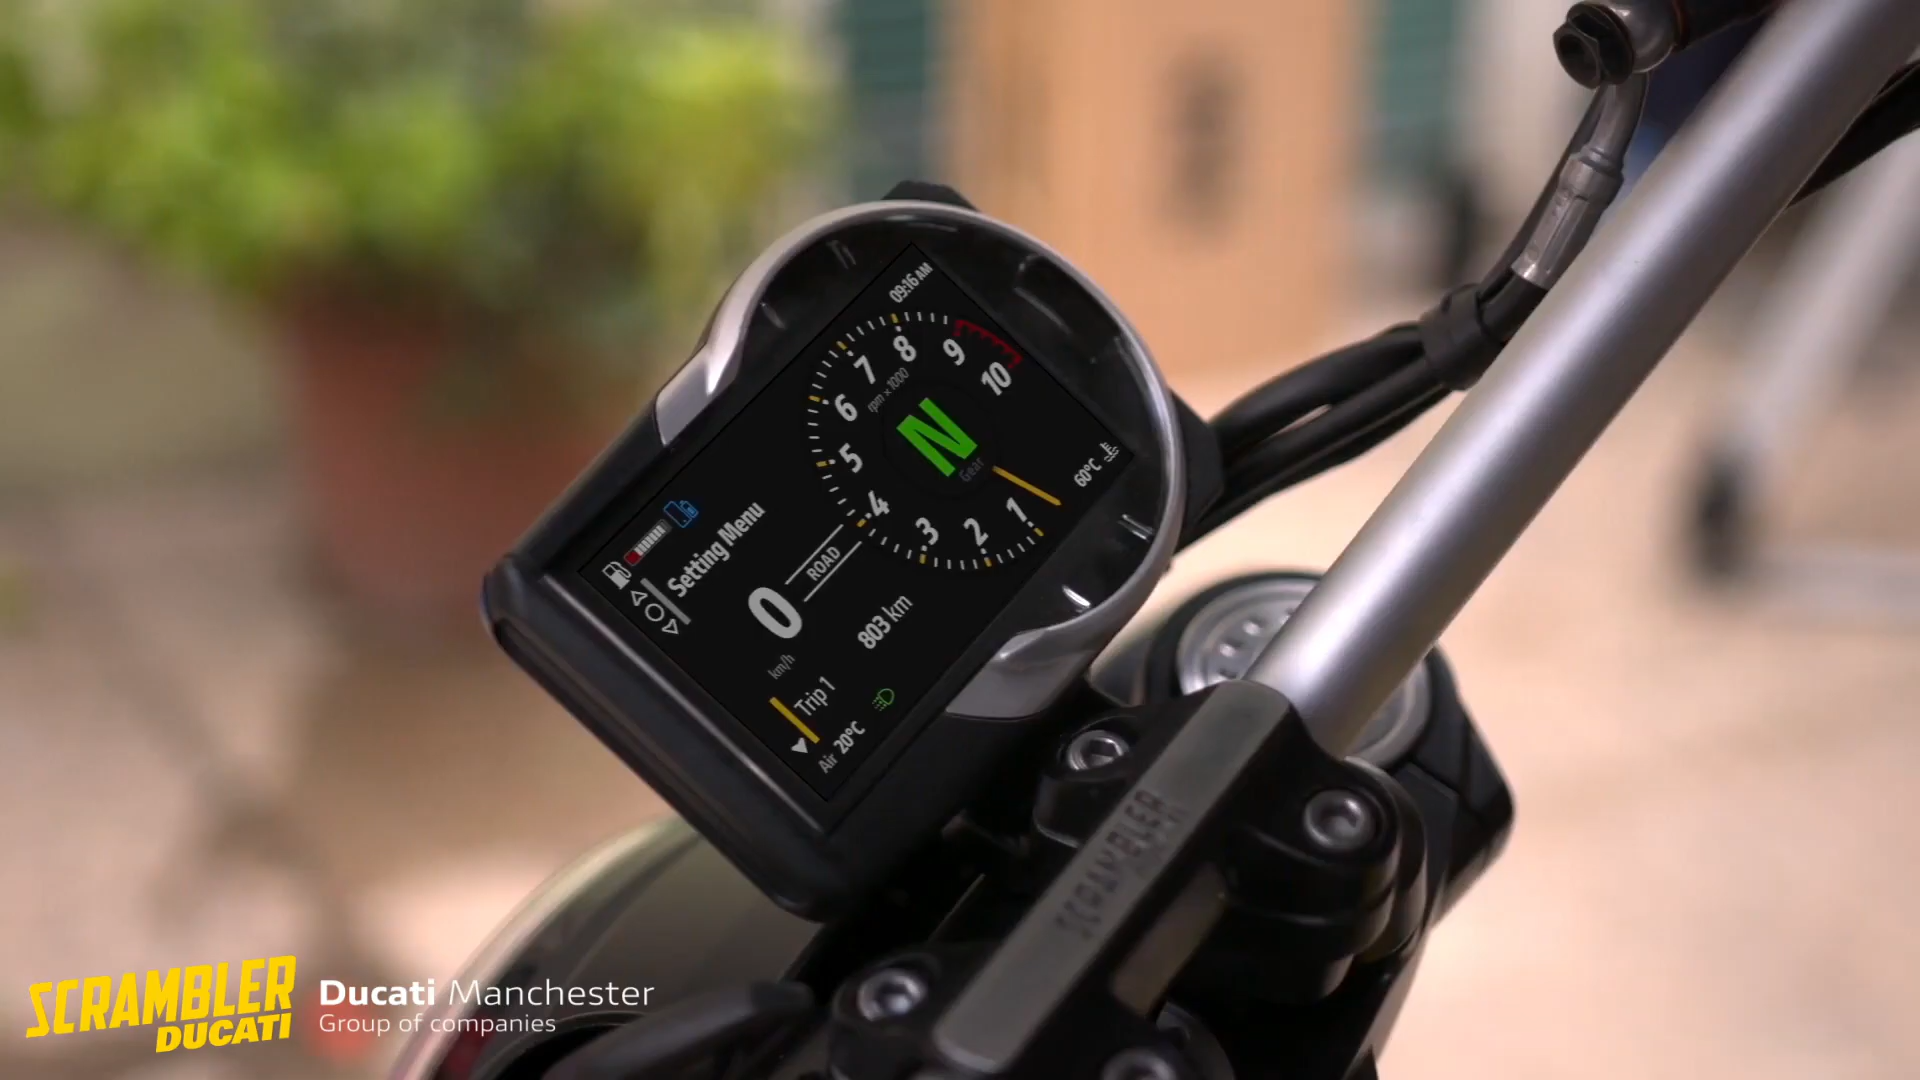 09:16 AM
1
2
3
4
5
6
7
8
9
10
rpm x 1000
N
Gear
60°C
Setting Menu
0
ROAD
km/h
803 km
Trip 1
Air 20°C
SCRAMBLER
SCRAMBLER
DUCATI
Ducati Manchester
Group of companies